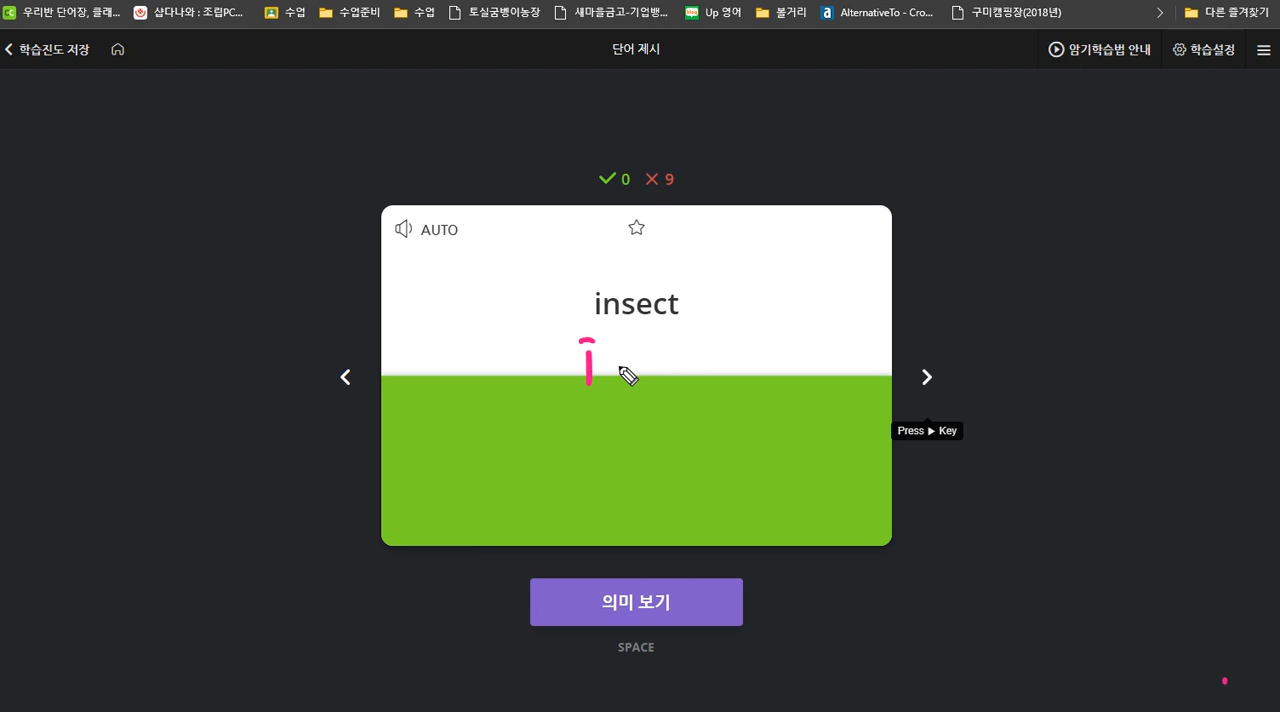 우리반 단어장, 클래... 샵다나와 : 조립PC... 수업 수업준비 수업 토실굼벵이농장 새마을금고-기업뱅... Up 영어 볼거리 AlternativeTo - Cro... 구미캠핑장(2018년) 다른 즐겨찾기
학습진도 저장 단어 제시 암기학습법 안내 학습설정
0 9
AUTO
insect
i
Press ▶ Key
의미 보기
SPACE